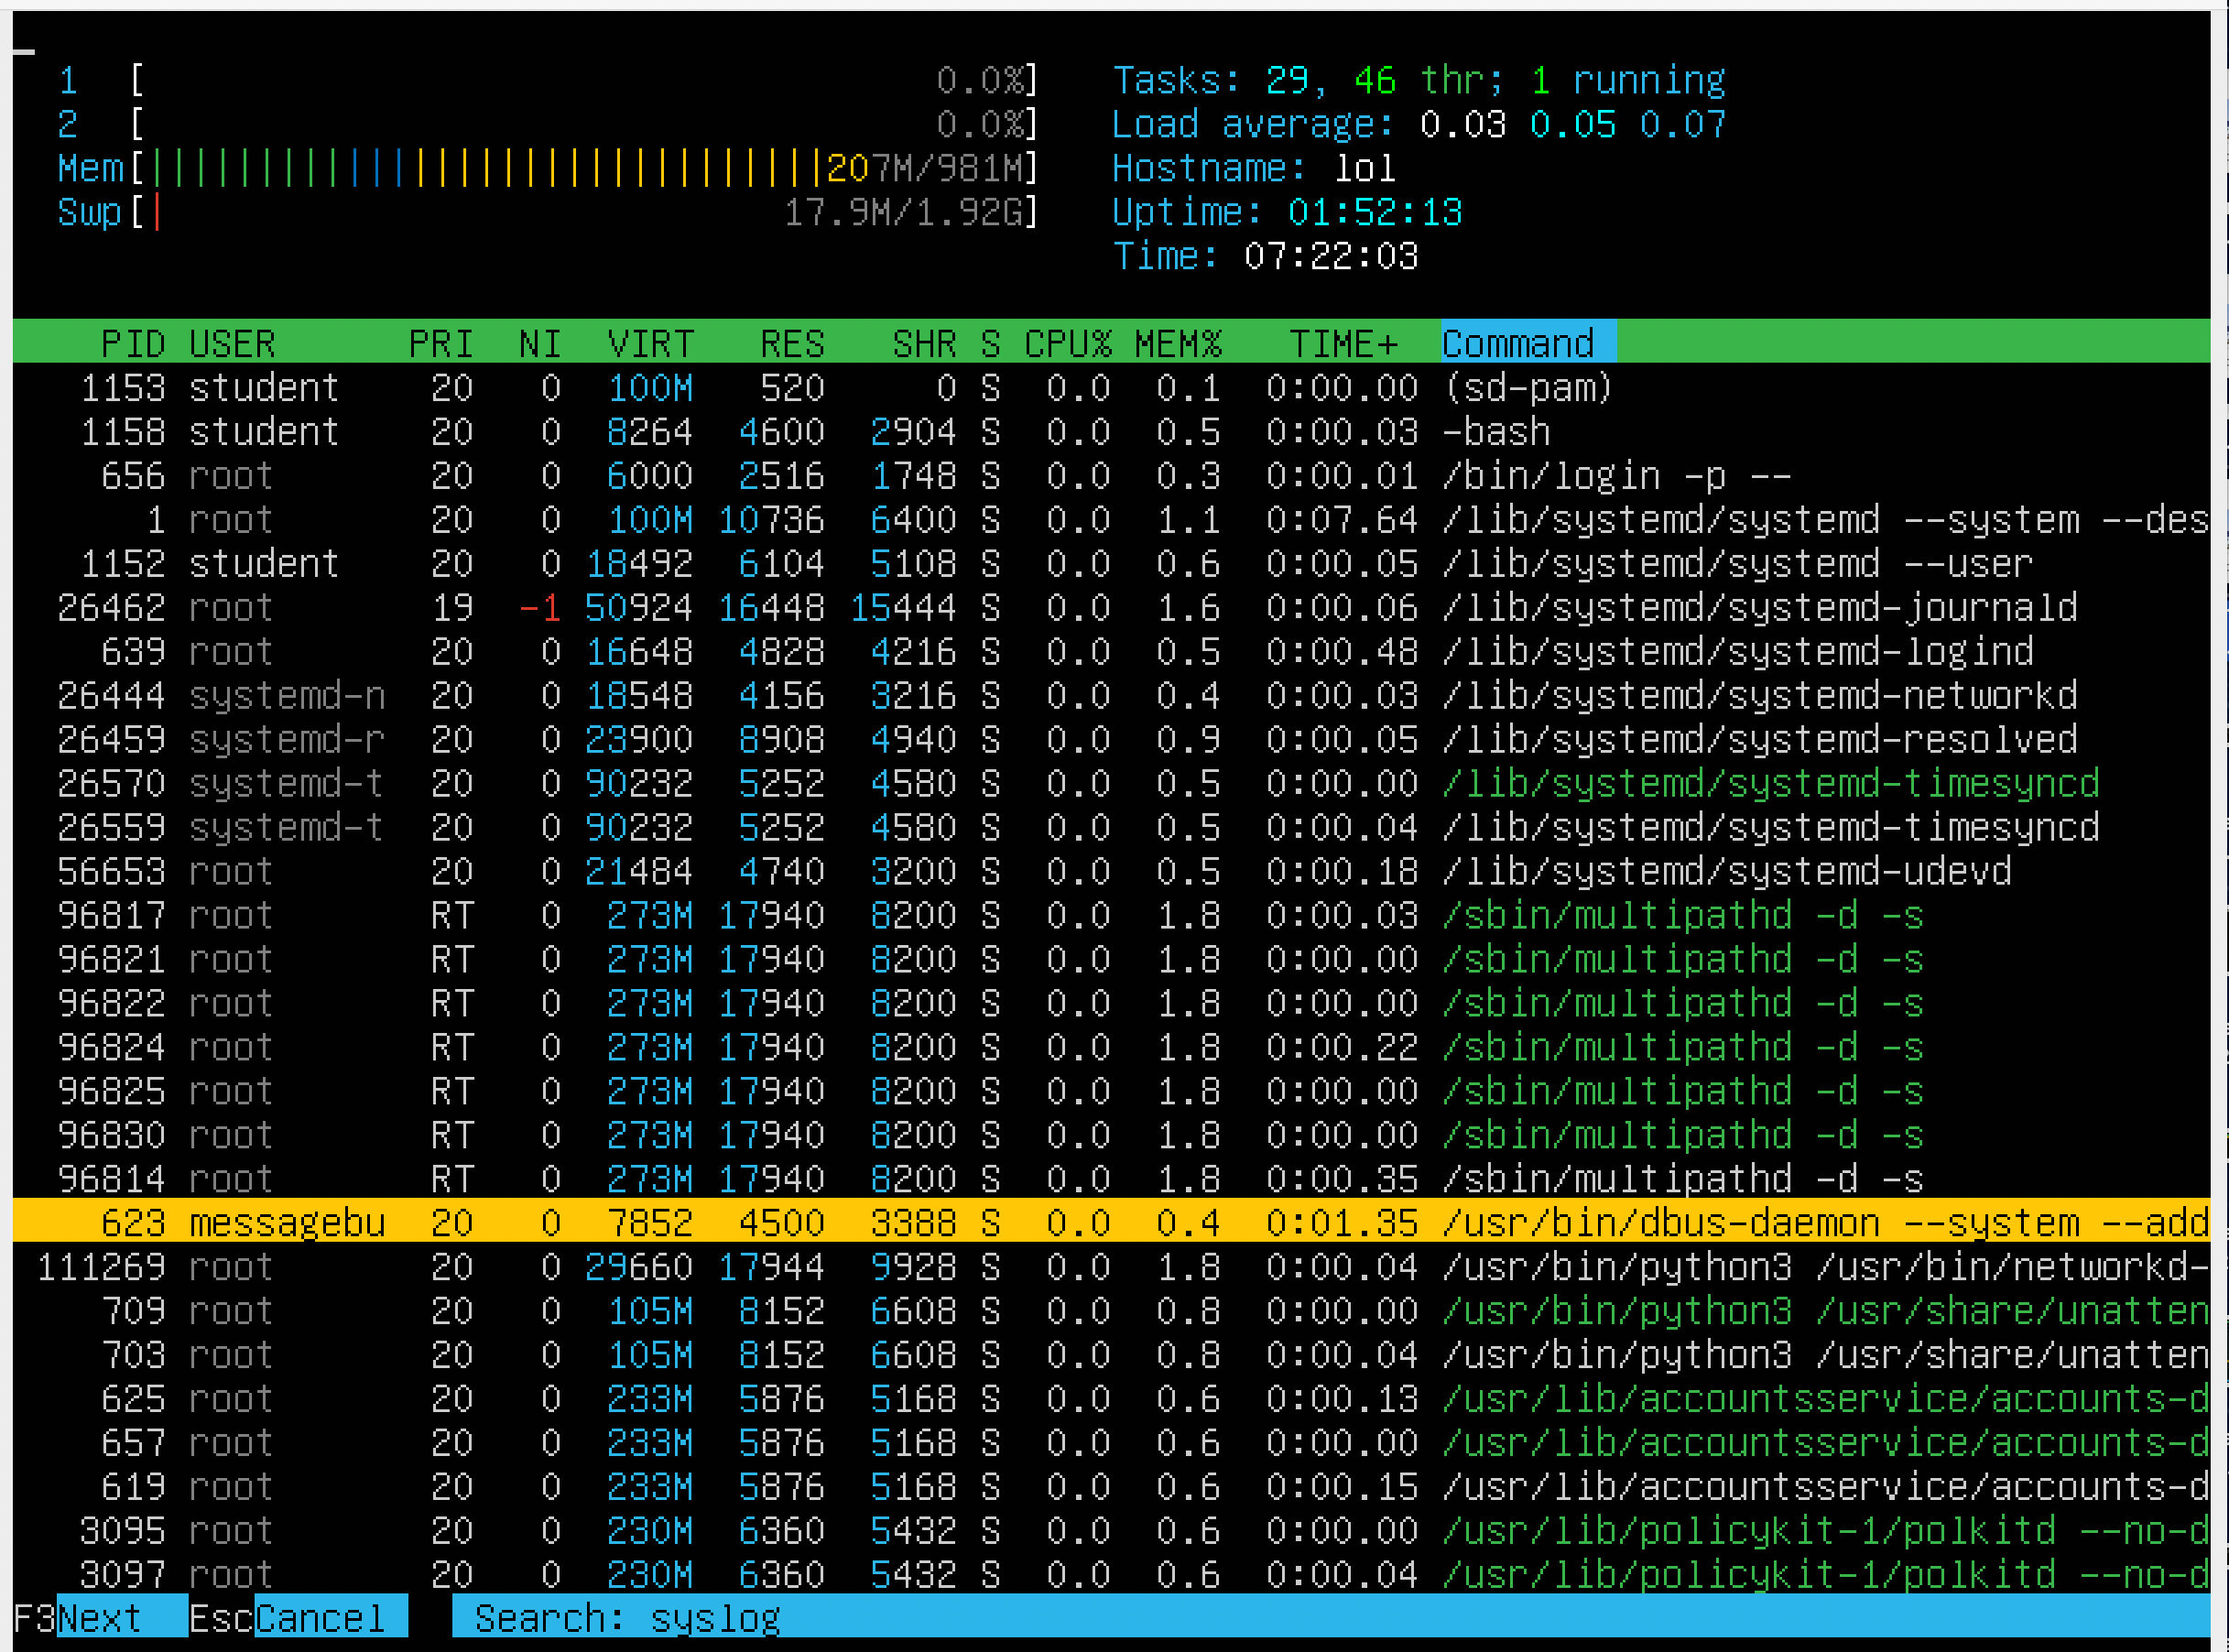 1 [ 0.0%] Tasks: 29, 46 thr; 1 running
2 [ 0.0%] Load average: 0.03 0.05 0.07
Mem[|||||||||||||||||||||||||||||||207M/981M] Hostname: lol
Swp[| 17.9M/1.92G] Uptime: 01:52:13
Time: 07:22:03
PID USER PRI NI VIRT RES SHR S CPU% MEM% TIME+ Command
1153 student 20 0 100M 520 0 S 0.0 0.1 0:00.00 (sd-pam)
1158 student 20 0 8264 4600 2904 S 0.0 0.5 0:00.03 -bash
656 root 20 0 6000 2516 1748 S 0.0 0.3 0:00.01 /bin/login -p --
1 root 20 0 100M 10736 6400 S 0.0 1.1 0:07.64 /lib/systemd/systemd --system --des
1152 student 20 0 18492 6104 5108 S 0.0 0.6 0:00.05 /lib/systemd/systemd --user
26462 root 19 -1 50924 16448 15444 S 0.0 1.6 0:00.06 /lib/systemd/systemd-journald
639 root 20 0 16648 4828 4216 S 0.0 0.5 0:00.48 /lib/systemd/systemd-logind
26444 systemd-n 20 0 18548 4156 3216 S 0.0 0.4 0:00.03 /lib/systemd/systemd-networkd
26459 systemd-r 20 0 23900 8908 4940 S 0.0 0.9 0:00.05 /lib/systemd/systemd-resolved
26570 systemd-t 20 0 90232 5252 4580 S 0.0 0.5 0:00.00 /lib/systemd/systemd-timesyncd
26559 systemd-t 20 0 90232 5252 4580 S 0.0 0.5 0:00.04 /lib/systemd/systemd-timesyncd
56653 root 20 0 21484 4740 3200 S 0.0 0.5 0:00.18 /lib/systemd/systemd-udevd
96817 root RT 0 273M 17940 8200 S 0.0 1.8 0:00.03 /sbin/multipathd -d -s
96821 root RT 0 273M 17940 8200 S 0.0 1.8 0:00.00 /sbin/multipathd -d -s
96822 root RT 0 273M 17940 8200 S 0.0 1.8 0:00.00 /sbin/multipathd -d -s
96824 root RT 0 273M 17940 8200 S 0.0 1.8 0:00.22 /sbin/multipathd -d -s
96825 root RT 0 273M 17940 8200 S 0.0 1.8 0:00.00 /sbin/multipathd -d -s
96830 root RT 0 273M 17940 8200 S 0.0 1.8 0:00.00 /sbin/multipathd -d -s
96814 root RT 0 273M 17940 8200 S 0.0 1.8 0:00.35 /sbin/multipathd -d -s
623 messagebu 20 0 7852 4500 3388 S 0.0 0.4 0:01.35 /usr/bin/dbus-daemon --system --add
111269 root 20 0 29660 17944 9928 S 0.0 1.8 0:00.04 /usr/bin/python3 /usr/bin/networkd-
709 root 20 0 105M 8152 6608 S 0.0 0.8 0:00.00 /usr/bin/python3 /usr/share/unatten
703 root 20 0 105M 8152 6608 S 0.0 0.8 0:00.04 /usr/bin/python3 /usr/share/unatten
625 root 20 0 233M 5876 5168 S 0.0 0.6 0:00.13 /usr/lib/accountsservice/accounts-d
657 root 20 0 233M 5876 5168 S 0.0 0.6 0:00.00 /usr/lib/accountsservice/accounts-d
619 root 20 0 233M 5876 5168 S 0.0 0.6 0:00.15 /usr/lib/accountsservice/accounts-d
3095 root 20 0 230M 6360 5432 S 0.0 0.6 0:00.00 /usr/lib/policykit-1/polkitd --no-d
3097 root 20 0 230M 6360 5432 S 0.0 0.6 0:00.04 /usr/lib/policykit-1/polkitd --no-d
F3Next EscCancel Search: syslog